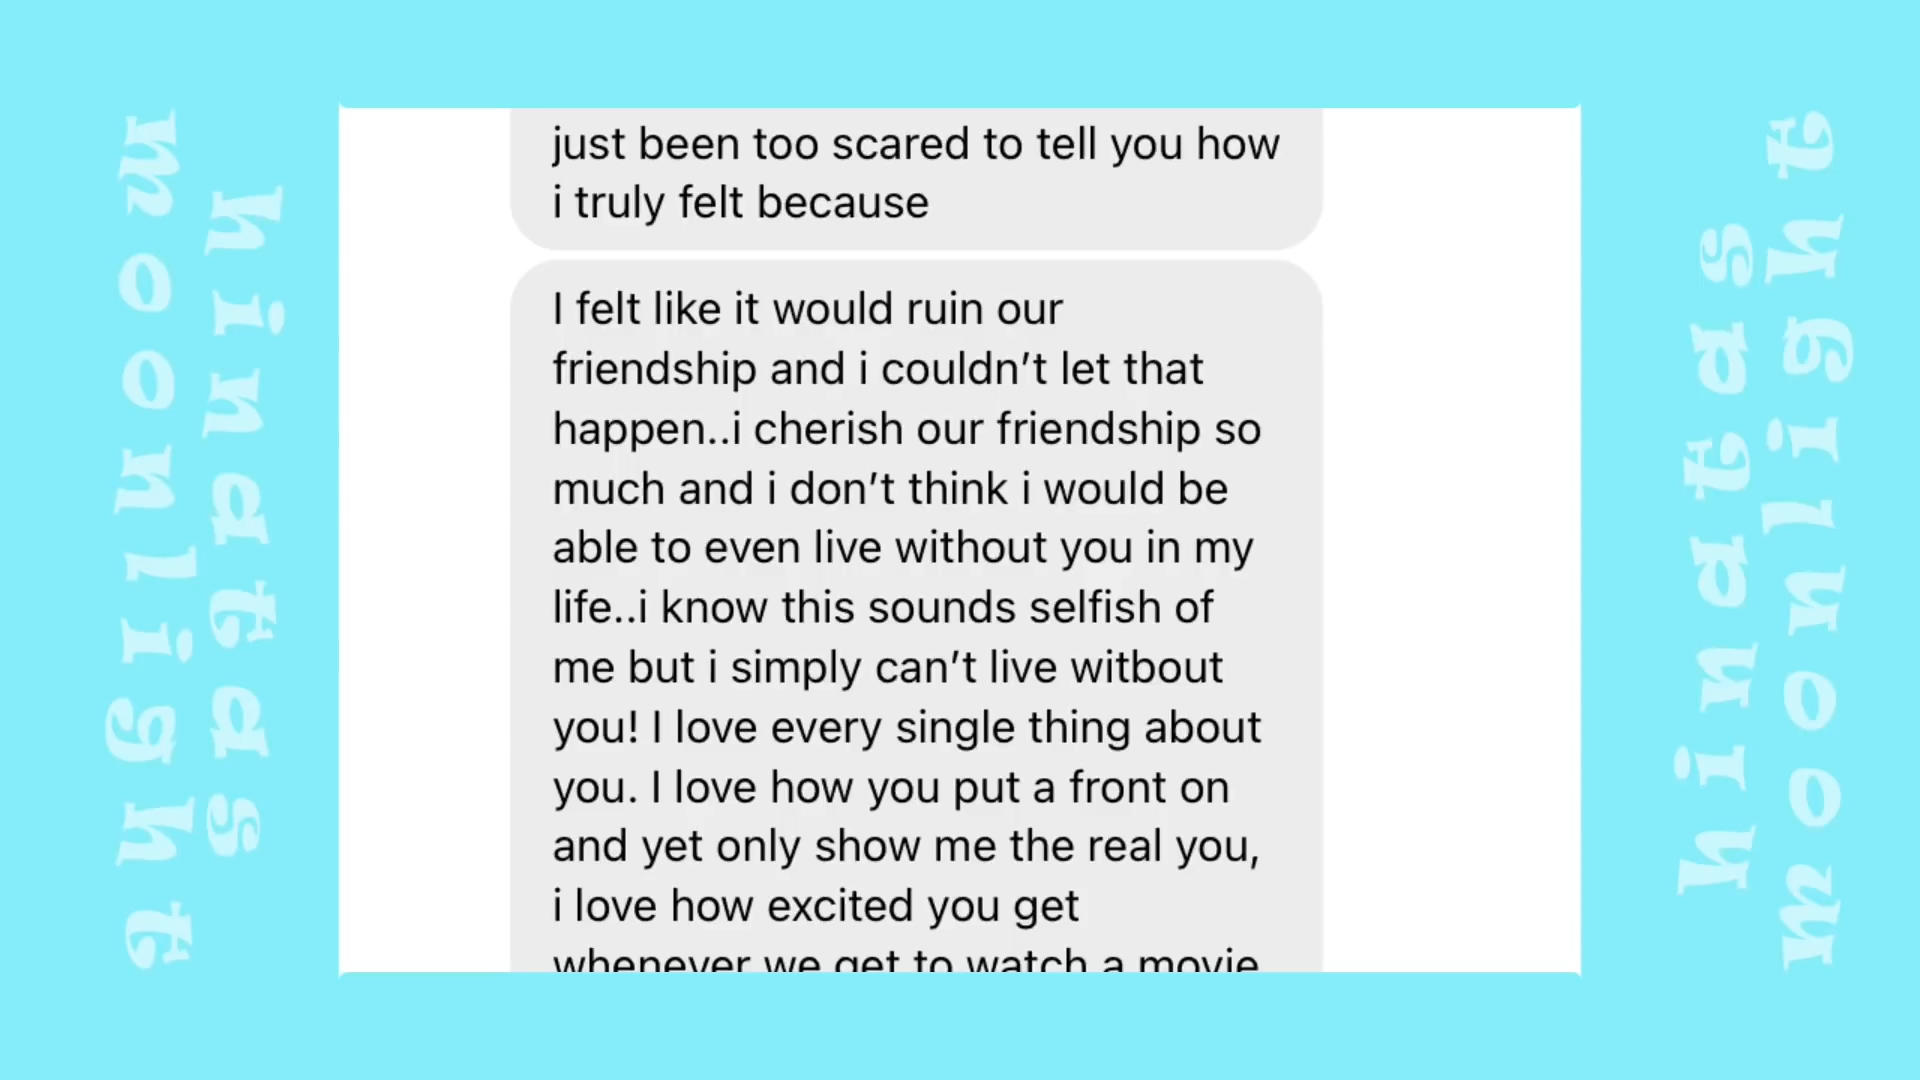 hinatas
moonlight
just been too scared to tell you how
i truly felt because
I felt like it would ruin our
friendship and i couldn’t let that
happen..i cherish our friendship so
much and i don’t think i would be
able to even live without you in my
life..i know this sounds selfish of
me but i simply can’t live witbout
you! I love every single thing about
you. I love how you put a front on
and yet only show me the real you,
i love how excited you get
whenever we get to watch a movie
hinatas
moonlight